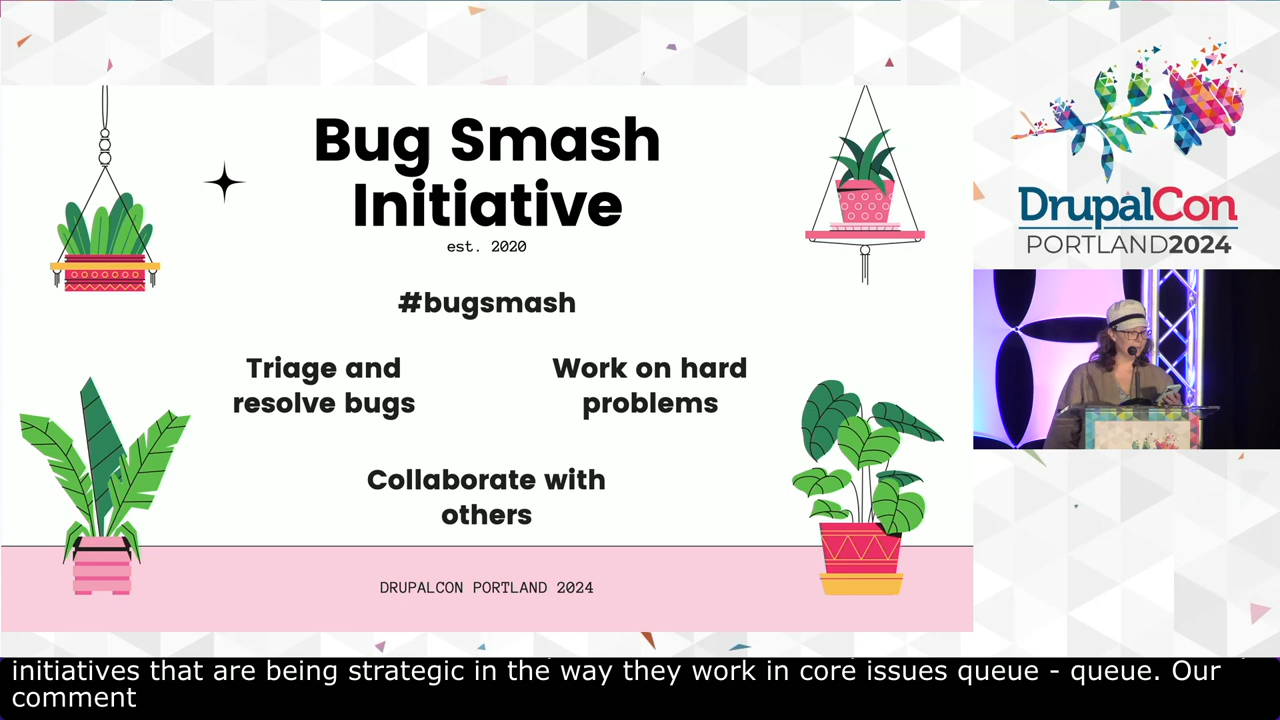 Bug Smash
Initiative
est. 2020
#bugsmash
Triage and
resolve bugs
Work on hard
problems
Collaborate with
others
DRUPALCON PORTLAND 2024
DrupalCon
PORTLAND2024
initiatives that are being strategic in the way they work in core issues queue - queue. Our
comment